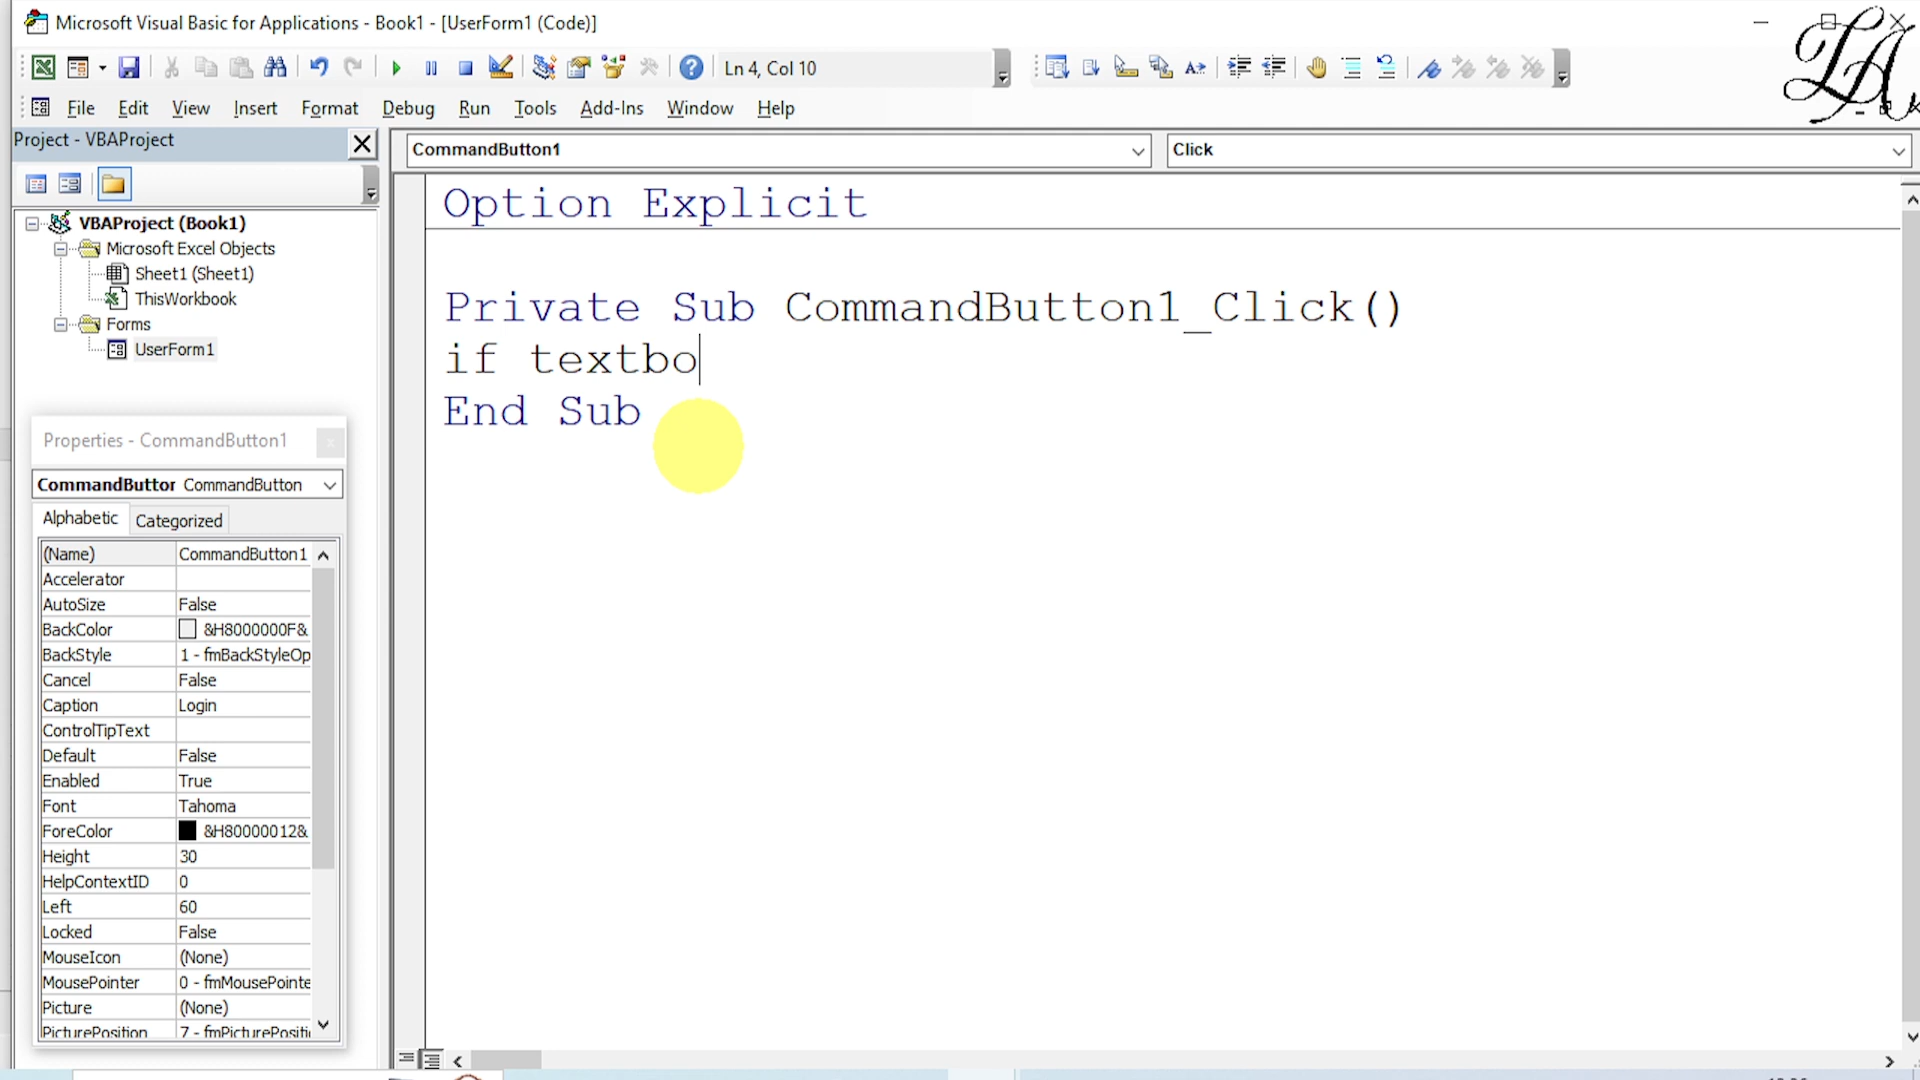 Microsoft Visual Basic for Applications - Book1 - [UserForm1 (Code)]
Ln 4, Col 10
File Edit View Insert Format Debug Run Tools Add-Ins Window Help
Project - VBAProject
CommandButton1
Click
VBAProject (Book1)
Microsoft Excel Objects
Sheet1 (Sheet1)
ThisWorkbook
Forms
UserForm1
Option Explicit
Private Sub CommandButton1_Click()
if textbo
End Sub
Properties - CommandButton1
CommandButtor CommandButton
Alphabetic Categorized
(Name) CommandButton1
Accelerator
AutoSize False
BackColor &H8000000F&
BackStyle 1 - fmBackStyleOp
Cancel False
Caption Login
ControlTipText
Default False
Enabled True
Font Tahoma
ForeColor &H80000012&
Height 30
HelpContextID 0
Left 60
Locked False
MouseIcon (None)
MousePointer 0 - fmMousePointe
Picture (None)
PicturePosition 7 - fmPicturePositi
LA